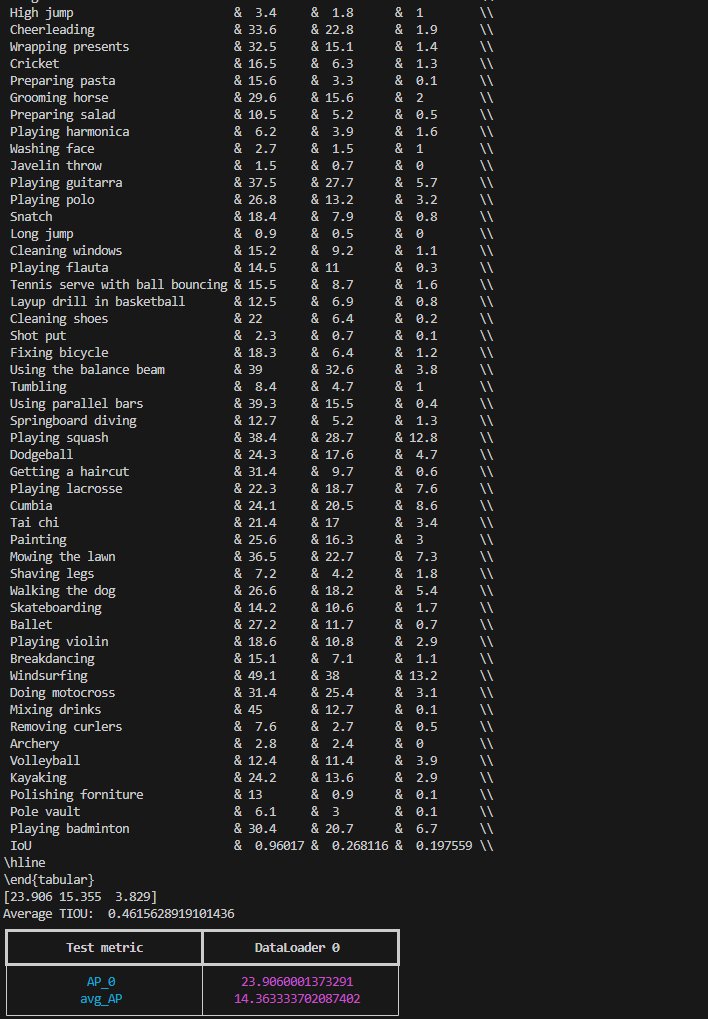 High jump & 3.4 & 1.8 & 1 \\
Cheerleading & 33.6 & 22.8 & 1.9 \\
Wrapping presents & 32.5 & 15.1 & 1.4 \\
Cricket & 16.5 & 6.3 & 1.3 \\
Preparing pasta & 15.6 & 3.3 & 0.1 \\
Grooming horse & 29.6 & 15.6 & 2 \\
Preparing salad & 10.5 & 5.2 & 0.5 \\
Playing harmonica & 6.2 & 3.9 & 1.6 \\
Washing face & 2.7 & 1.5 & 1 \\
Javelin throw & 1.5 & 0.7 & 0 \\
Playing guitarra & 37.5 & 27.7 & 5.7 \\
Playing polo & 26.8 & 13.2 & 3.2 \\
Snatch & 18.4 & 7.9 & 0.8 \\
Long jump & 0.9 & 0.5 & 0 \\
Cleaning windows & 15.2 & 9.2 & 1.1 \\
Playing flauta & 14.5 & 11 & 0.3 \\
Tennis serve with ball bouncing & 15.5 & 8.7 & 1.6 \\
Layup drill in basketball & 12.5 & 6.9 & 0.8 \\
Cleaning shoes & 22 & 6.4 & 0.2 \\
Shot put & 2.3 & 0.7 & 0.1 \\
Fixing bicycle & 18.3 & 6.4 & 1.2 \\
Using the balance beam & 39 & 32.6 & 3.8 \\
Tumbling & 8.4 & 4.7 & 1 \\
Using parallel bars & 39.3 & 15.5 & 0.4 \\
Springboard diving & 12.7 & 5.2 & 1.3 \\
Playing squash & 38.4 & 28.7 & 12.8 \\
Dodgeball & 24.3 & 17.6 & 4.7 \\
Getting a haircut & 31.4 & 9.7 & 0.6 \\
Playing lacrosse & 22.3 & 18.7 & 7.6 \\
Cumbia & 24.1 & 20.5 & 8.6 \\
Tai chi & 21.4 & 17 & 3.4 \\
Painting & 25.6 & 16.3 & 3 \\
Mowing the lawn & 36.5 & 22.7 & 7.3 \\
Shaving legs & 7.2 & 4.2 & 1.8 \\
Walking the dog & 26.6 & 18.2 & 5.4 \\
Skateboarding & 14.2 & 10.6 & 1.7 \\
Ballet & 27.2 & 11.7 & 0.7 \\
Playing violin & 18.6 & 10.8 & 2.9 \\
Breakdancing & 15.1 & 7.1 & 1.1 \\
Windsurfing & 49.1 & 38 & 13.2 \\
Doing motocross & 31.4 & 25.4 & 3.1 \\
Mixing drinks & 45 & 12.7 & 0.1 \\
Removing curlers & 7.6 & 2.7 & 0.5 \\
Archery & 2.8 & 2.4 & 0 \\
Volleyball & 12.4 & 11.4 & 3.9 \\
Kayaking & 24.2 & 13.6 & 2.9 \\
Polishing forniture & 13 & 0.9 & 0.1 \\
Pole vault & 6.1 & 3 & 0.1 \\
Playing badminton & 30.4 & 20.7 & 6.7 \\
IoU & 0.96017 & 0.268116 & 0.197559 \\
\hline
\end{tabular}
[23.906 15.355 3.829]
Average TIOU: 0.4615628919101436
Test metric DataLoader 0
AP_0 23.9060001373291
avg_AP 14.363333702087402